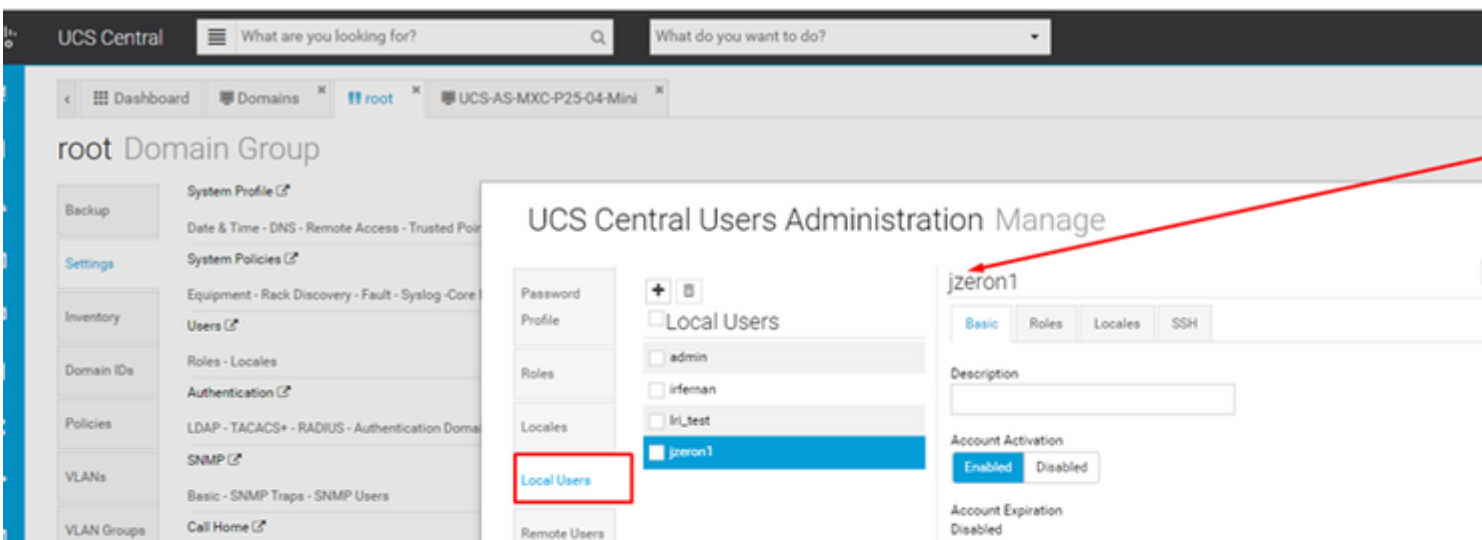 UCS Central What are you looking for? What do you want to do?
Dashboard Domains root UCS-AS-MXC-P25-04-Mini
root Domain Group
Backup
Settings
Inventory
Domain IDs
Policies
VLANs
VLAN Groups
System Profile
Date & Time - DNS - Remote Access - Trusted Poin
System Policies
Equipment - Rack Discovery - Fault - Syslog -Core
Users
Roles - Locales
Authentication
LDAP - TACACS+ - RADIUS - Authentication Domai
SNMP
Basic - SNMP Traps - SNMP Users
Call Home
UCS Central Users Administration Manage
Password
Profile
Roles
Locales
Local Users
Remote Users
Local Users
admin
irfernan
lri_test
jzeron1
jzeron1
Basic Roles Locales SSH
Description
Account Activation
Enabled Disabled
Account Expiration
Disabled